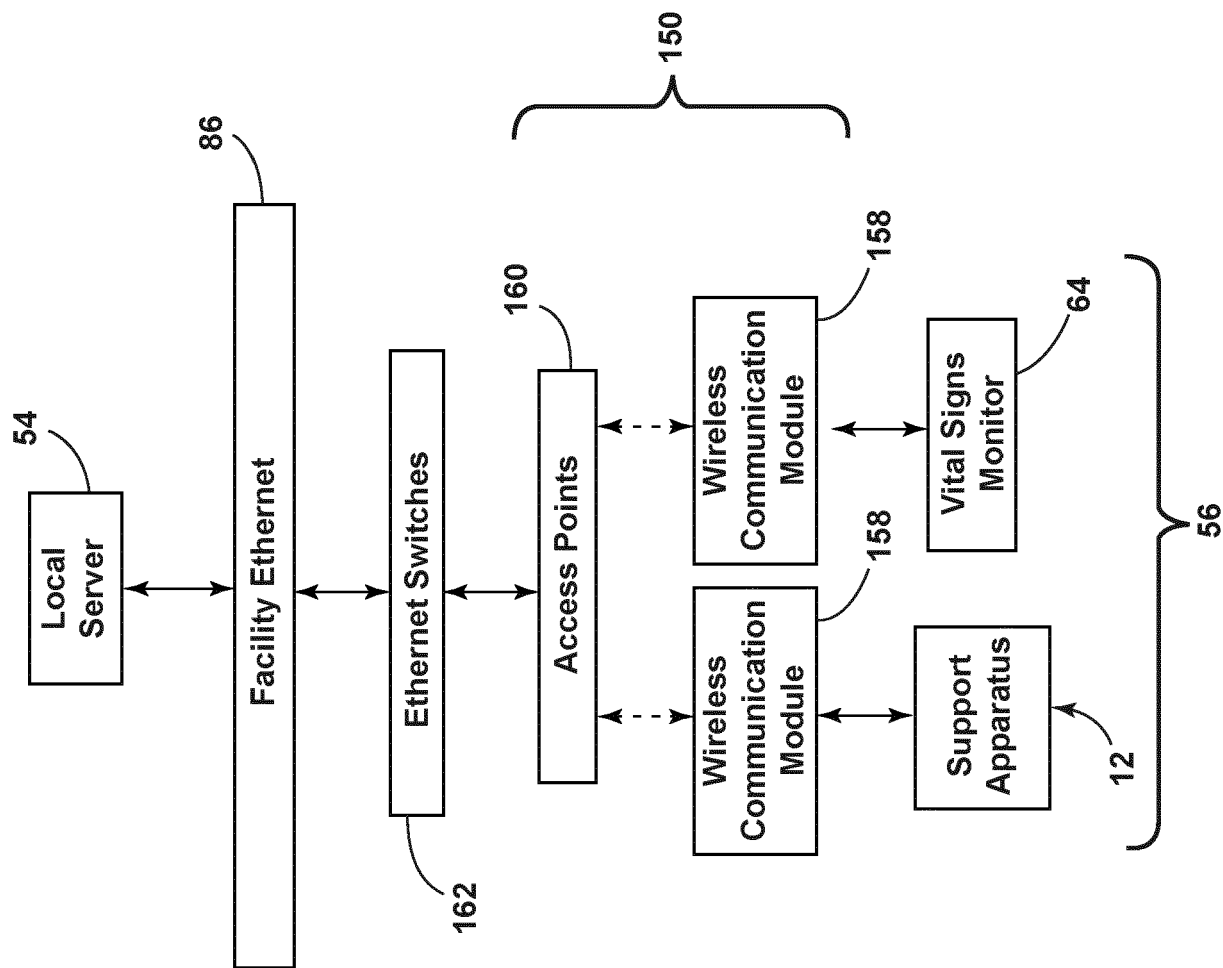 54
Local
Server
86
Facility Ethernet
Ethernet Switches
162
160
Access Points
150
Wireless
Communication
Module
158
Wireless
Communication
Module
158
Support
Apparatus
12
Vital Signs
Monitor
64
56